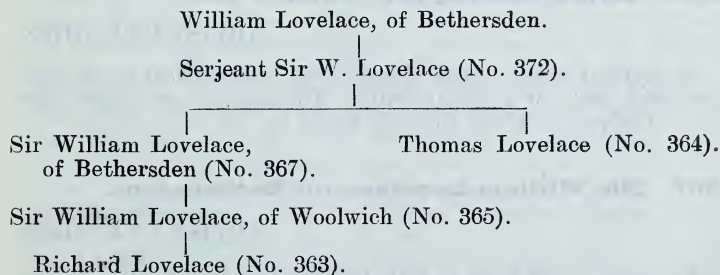 William Lovelace, of Bethersden.
Serjeant Sir W. Lovelace (No. 372).
Sir William Lovelace, Thomas Lovelace (No. 364).
of Bethersden (No. 367).
Sir William Lovelace, of Woolwich (No. 365).
Richard Lovelace (No. 363).